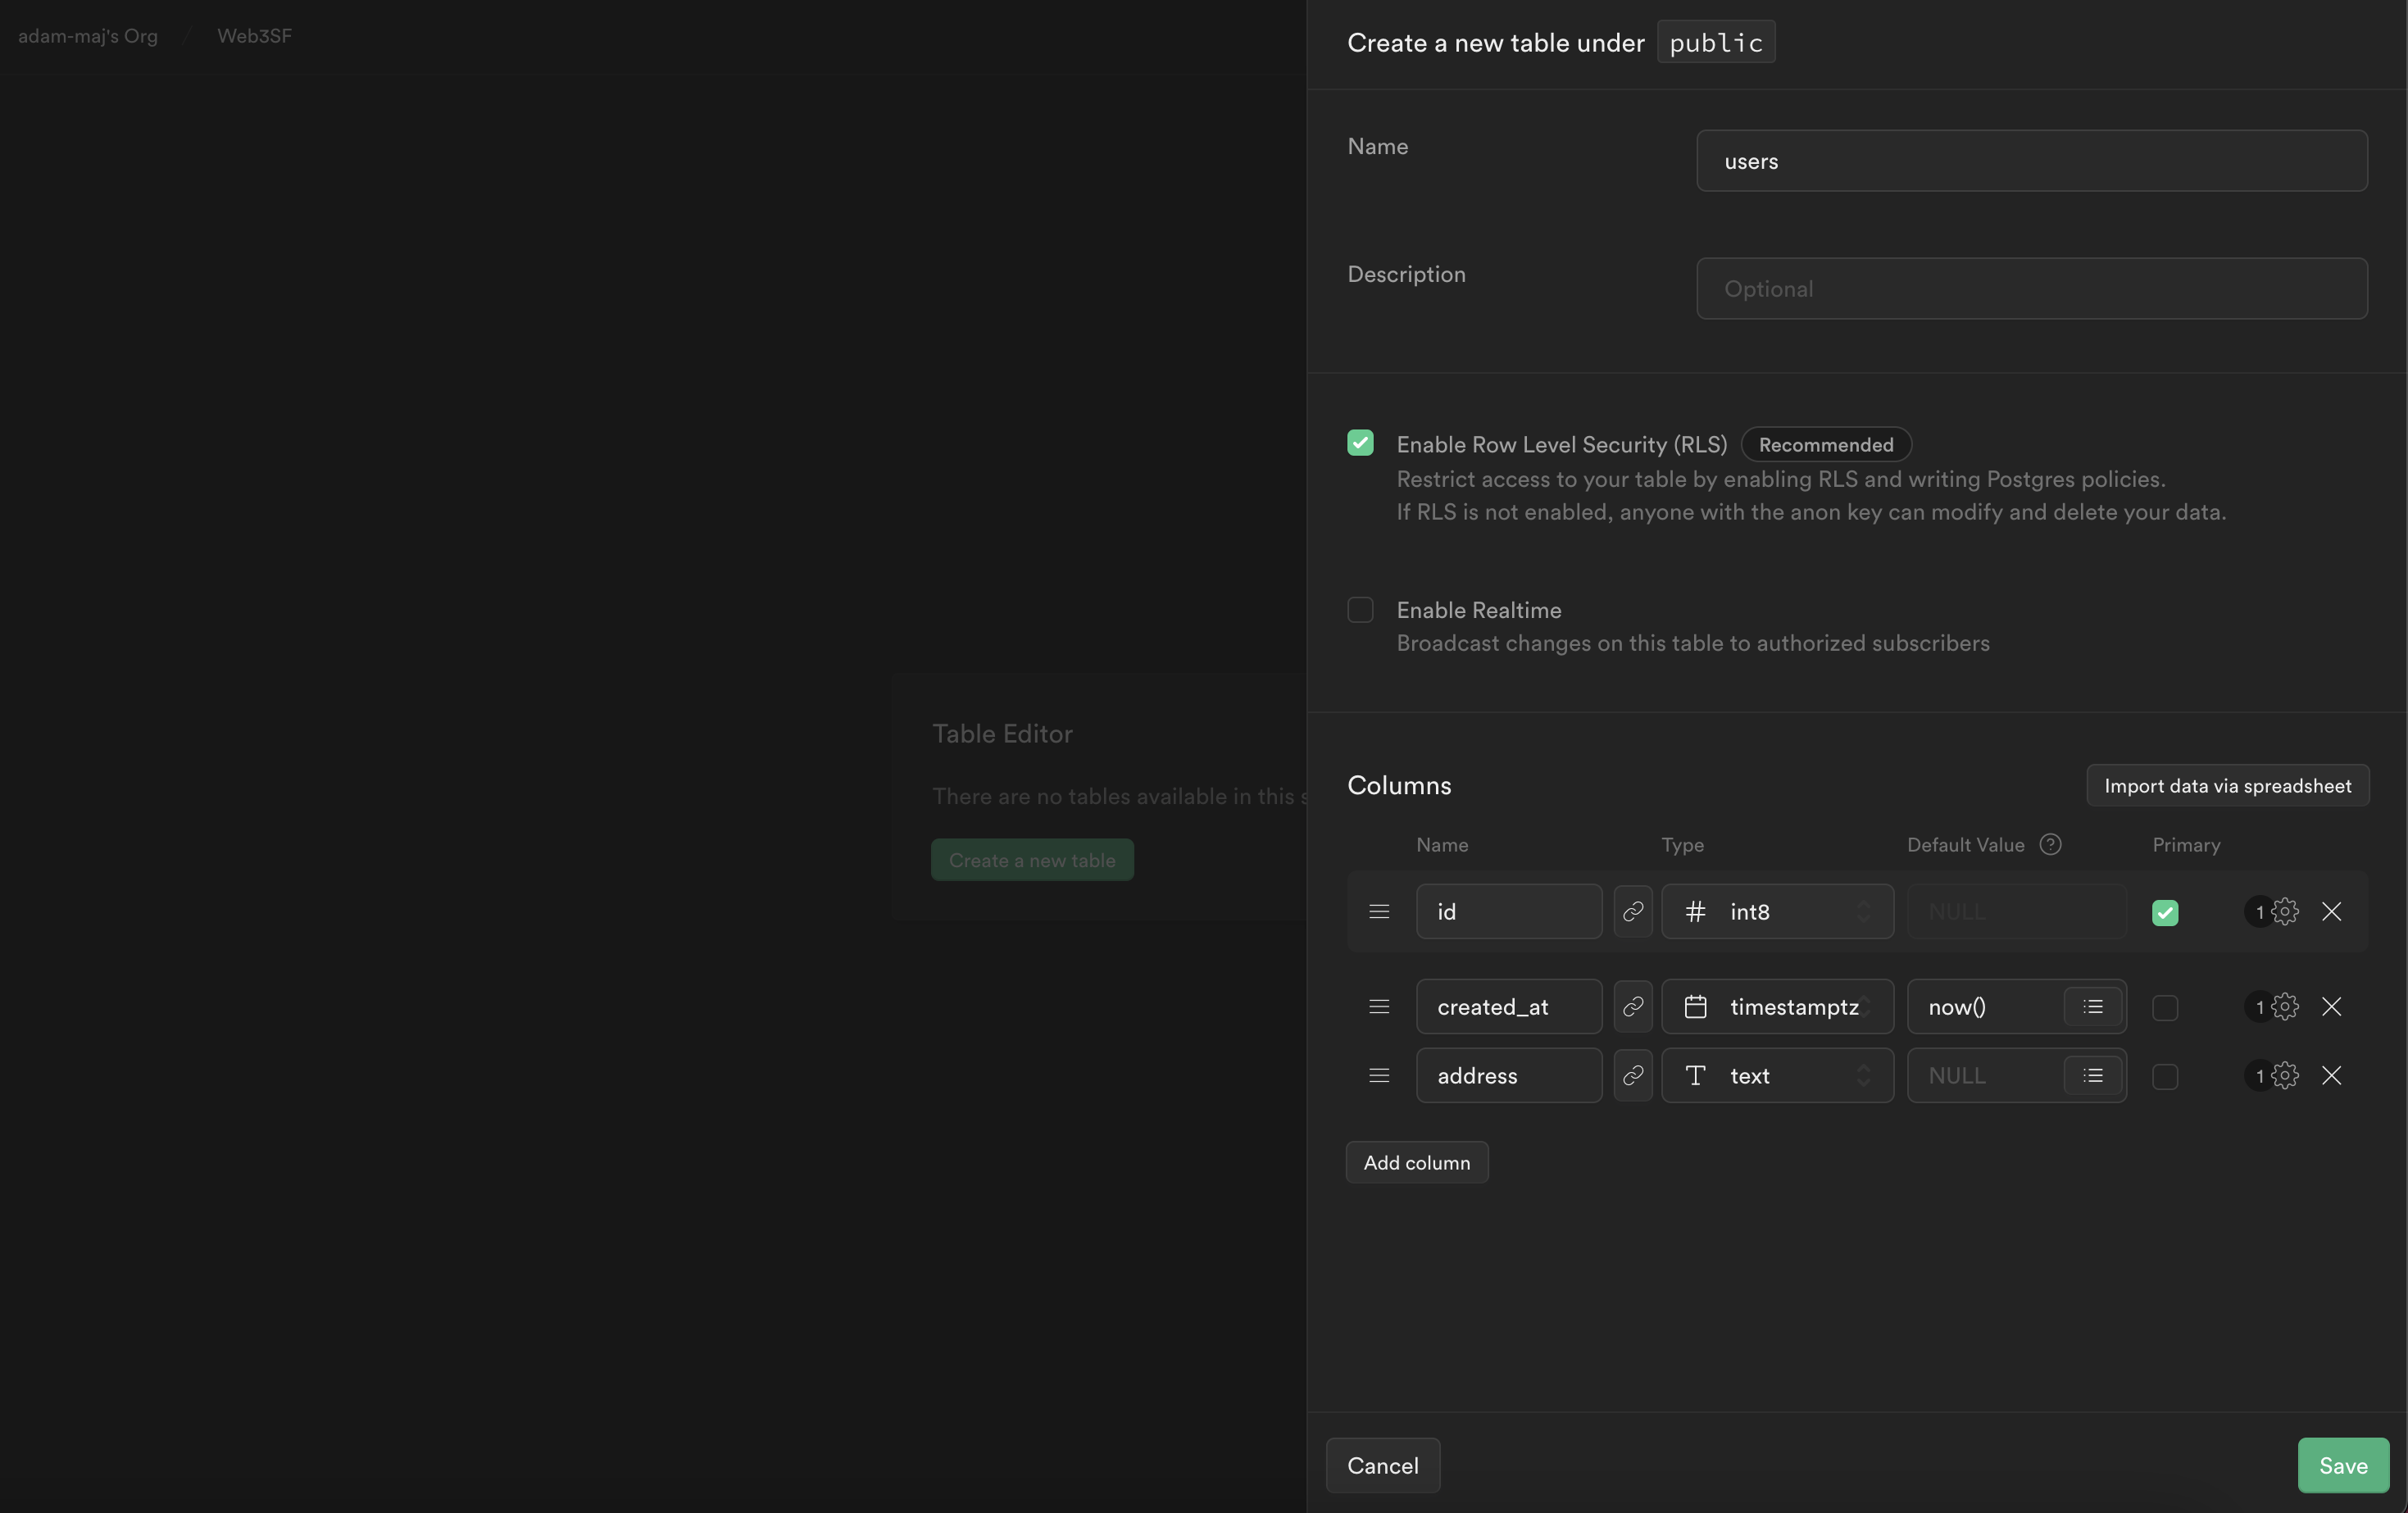 adam-maj's Org / Web3SF
Table Editor
There are no tables available in this
Create a new table
Create a new table under public
Name
users
Description
Optional
Enable Row Level Security (RLS) Recommended
Restrict access to your table by enabling RLS and writing Postgres policies.
If RLS is not enabled, anyone with the anon key can modify and delete your data.
Enable Realtime
Broadcast changes on this table to authorized subscribers
Columns Import data via spreadsheet
Name Type Default Value ? Primary
id # int8 NULL 1
created_at timestamptz now() 1
address T text NULL 1
Add column
Cancel Save